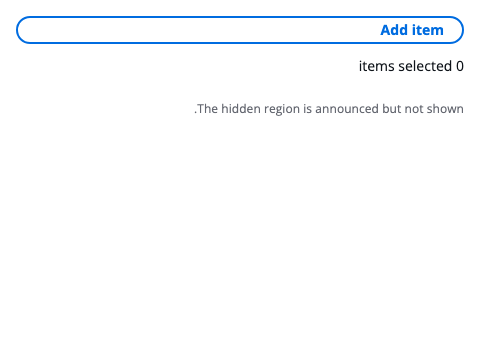 Add item
items selected 0
.The hidden region is announced but not shown